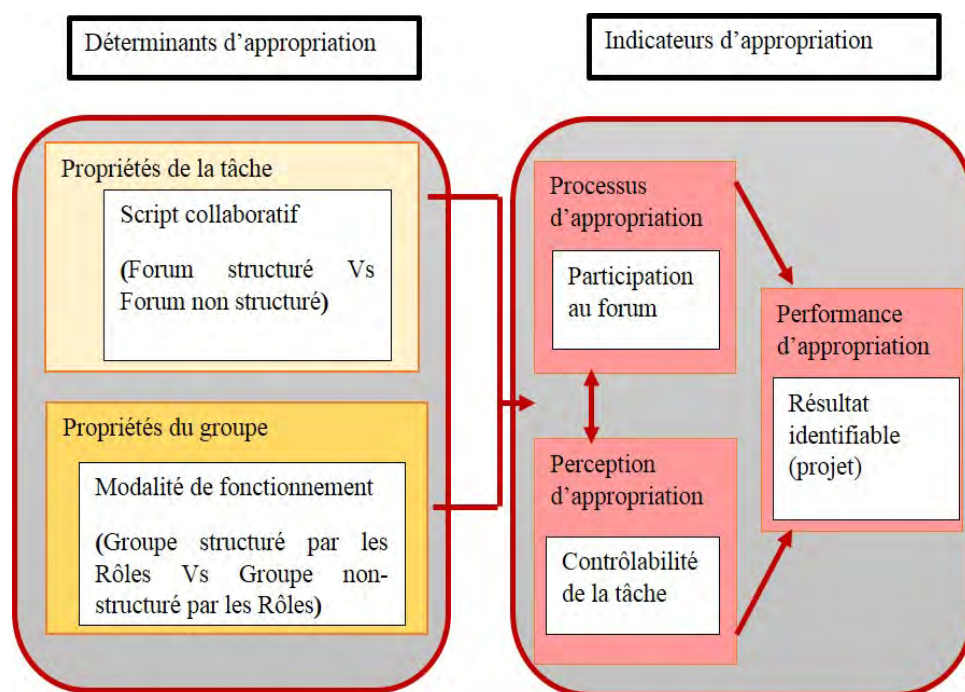 Déterminants d'appropriation
Indicateurs d'appropriation
Propriétés de la tâche
Script collaboratif
(Forum structuré Vs
Forum non structuré)
Propriétés du groupe
Modalité de fonctionnement
(Groupe structuré par les
Rôles Vs Groupe non-
structuré par les Rôles)
Processus
d'appropriation
Participation
au forum
Perception
d'appropriation
Contrôlabilité
de la tâche
Performance
d'appropriation
Résultat
identifiable
(projet)